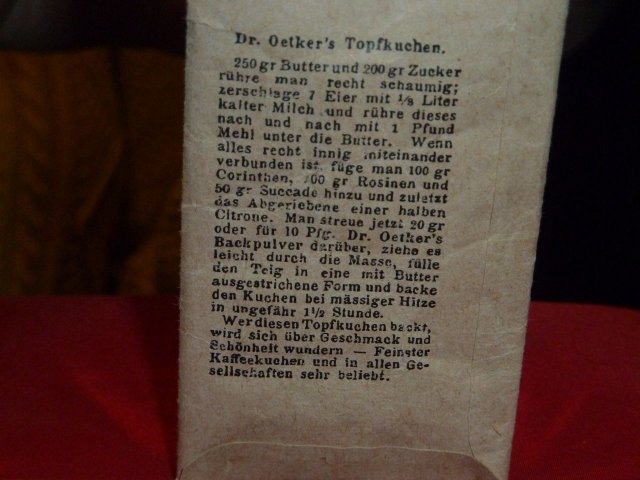 Dr. Oetker's Topfkuchen.
250 gr Butter und 200 gr Zucker
rühre man recht schaumig;
zerschlage 7 Eier mit ⅛ Liter
kalter Milch und rühre dieses
nach und nach mit 1 Pfund
Mehl unter die Butter. Wenn
alles recht innig miteinander
verbunden ist, füge man 100 gr
Corinthen, 100 gr Rosinen und
50 gr Succade hinzu und zuletzt
das Abgeriebene einer halben
Citrone. Man streue jetzt 20 gr
oder für 10 Pfg. Dr. Oetker's
Backpulver darüber, ziehe es
leicht durch die Masse, fülle
den Teig in eine mit Butter
ausgestrichene Form und backe
den Kuchen bei mässiger Hitze
in ungefähr 1½ Stunde.
Wer diesen Topfkuchen backt,
wird sich über Geschmack und
Schönheit wundern — Feinster
Kaffeekuchen und in allen Ge-
sellschaften sehr beliebt.